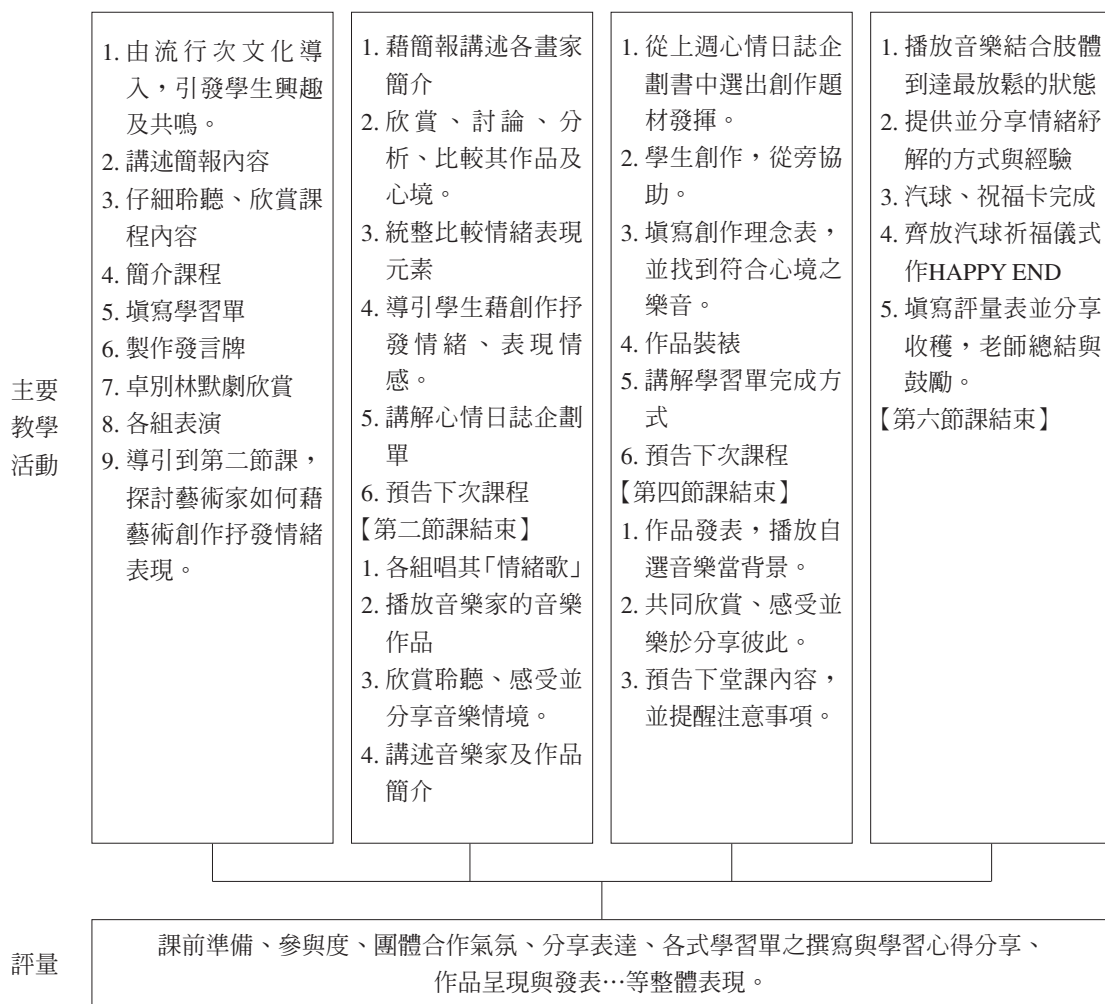 主要
教學
活動
1. 由流行次文化導
入，引發學生興趣
及共鳴。
2. 講述簡報內容
3. 仔細聆聽、欣賞課
程內容
4. 簡介課程
5. 填寫學習單
6. 製作發言牌
7. 卓別林默劇欣賞
8. 各組表演
9. 導引到第二節課，
探討藝術家如何藉
藝術創作抒發情緒
表現。
1. 藉簡報講述各畫家
簡介
2. 欣賞、討論、分
析、比較其作品及
心境。
3. 統整比較情緒表現
元素
4. 導引學生藉創作抒
發情緒、表現情
感。
5. 講解心情日誌企劃
單
6. 預告下次課程
【第二節課結束】
1. 各組唱其「情緒歌」
2. 播放音樂家的音樂
作品
3. 欣賞聆聽、感受並
分享音樂情境。
4. 講述音樂家及作品
簡介
1. 從上週心情日誌企
劃書中選出創作題
材發揮。
2. 學生創作，從旁協
助。
3. 填寫創作理念表，
並找到符合心境之
樂音。
4. 作品裝裱
5. 講解學習單完成方
式
6. 預告下次課程
【第四節課結束】
1. 作品發表，播放自
選音樂當背景。
2. 共同欣賞、感受並
樂於分享彼此。
3. 預告下堂課內容，
並提醒注意事項。
1. 播放音樂結合肢體
到達最放鬆的狀態
2. 提供並分享情緒紓
解的方式與經驗
3. 汽球、祝福卡完成
4. 齊放汽球祈福儀式
作HAPPY END
5. 填寫評量表並分享
收穫，老師總結與
鼓勵。
【第六節課結束】
評量
課前準備、參與度、團體合作氣氛、分享表達、各式學習單之撰寫與學習心得分享、
作品呈現與發表…等整體表現。